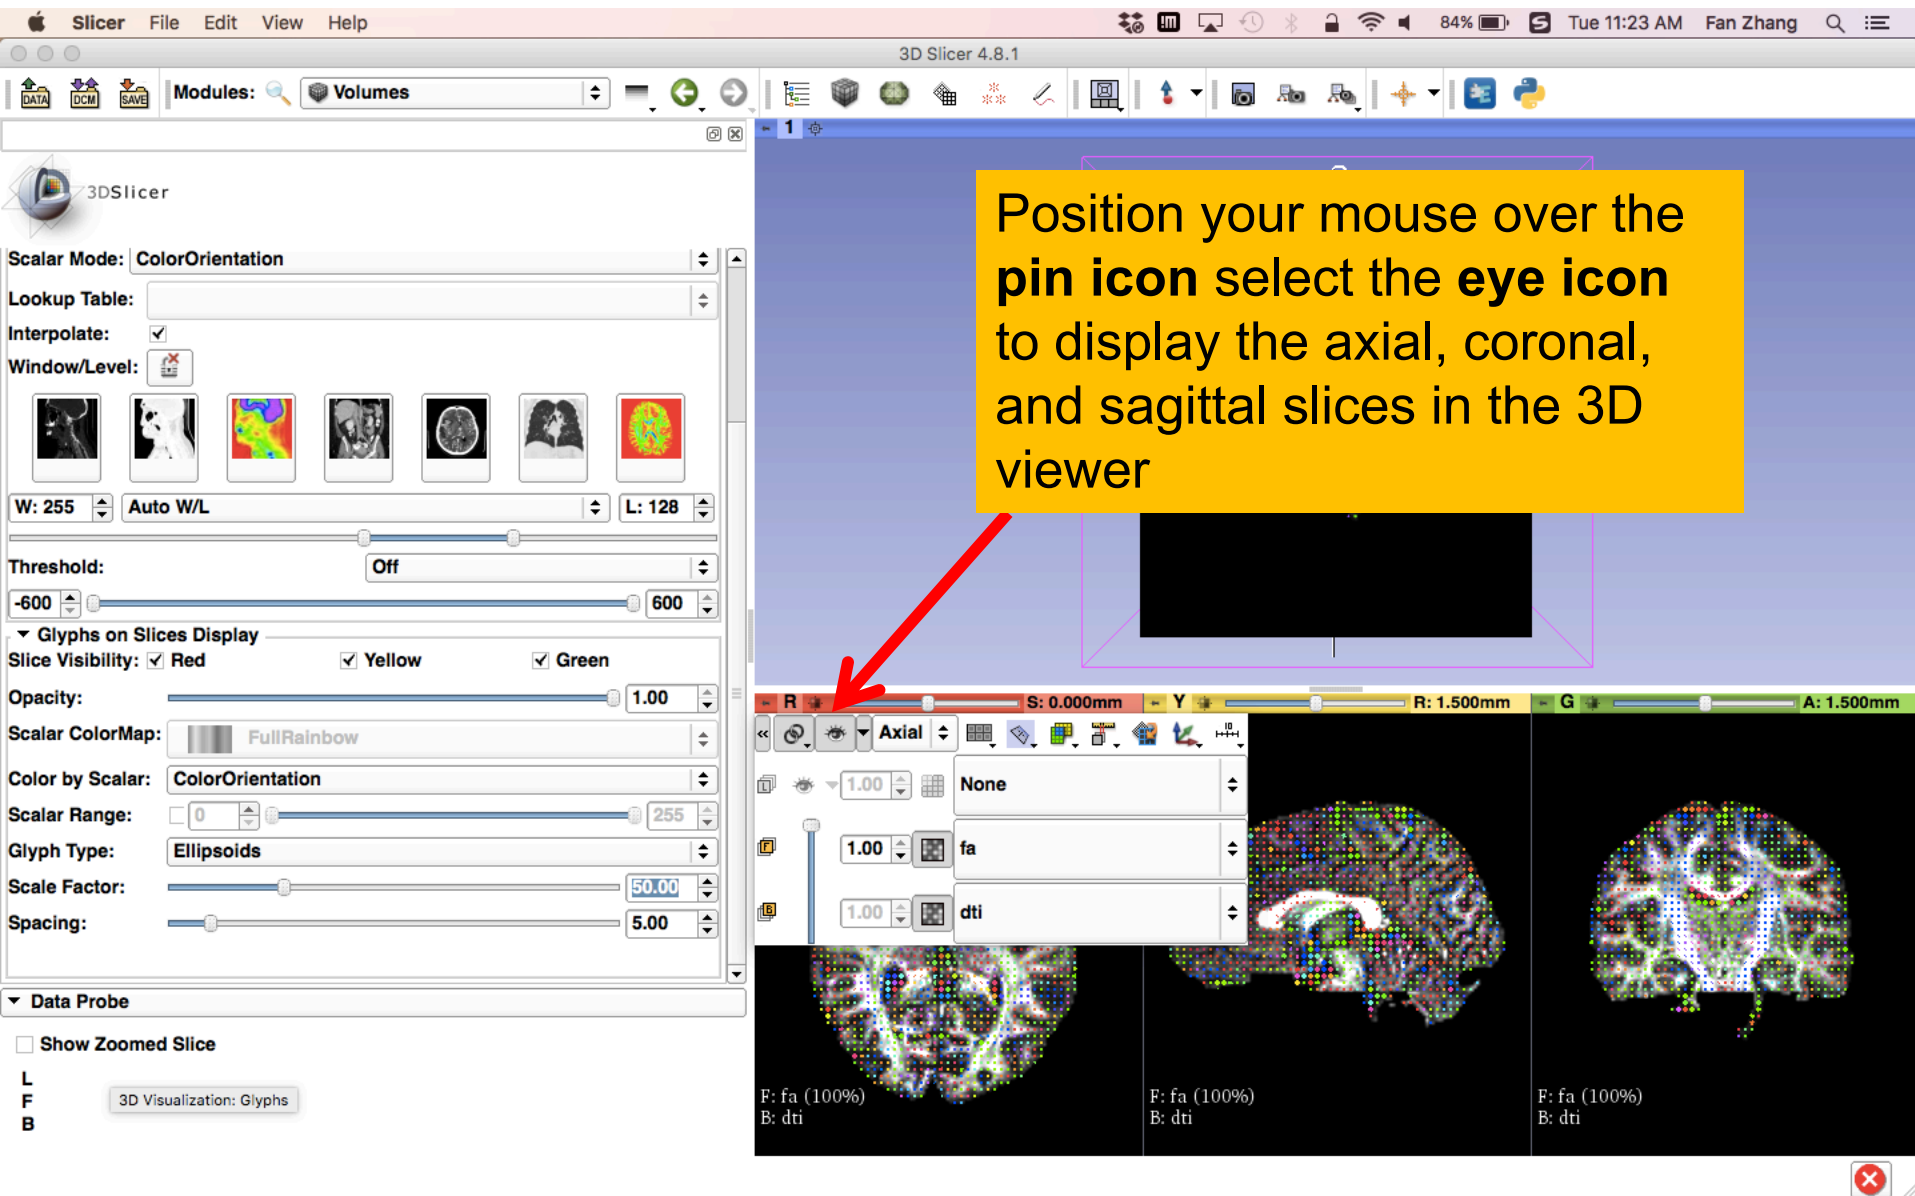 Slicer File Edit View Help 84% Tue 11:23 AM Fan Zhang
3D Slicer 4.8.1
DATA DCM SAVE Modules: Volumes
1
3DSlicer
Position your mouse over the
pin icon select the eye icon
to display the axial, coronal,
and sagittal slices in the 3D
viewer
Scalar Mode: ColorOrientation
Lookup Table:
Interpolate:
Window/Level:
W: 255 Auto W/L L: 128
Threshold: Off
-600 600
Glyphs on Slices Display
Slice Visibility: Red Yellow Green
Opacity: 1.00
Scalar ColorMap: FullRainbow
Color by Scalar: ColorOrientation
Scalar Range: 0 255
Glyph Type: Ellipsoids
Scale Factor: 50.00
Spacing: 5.00
Data Probe
Show Zoomed Slice
L
F
B
3D Visualization: Glyphs
R S: 0.000mm Y R: 1.500mm G A: 1.500mm
Axial
L 1.00 None
F 1.00 fa
B 1.00 dti
F: fa (100%)
B: dti
F: fa (100%)
B: dti
F: fa (100%)
B: dti